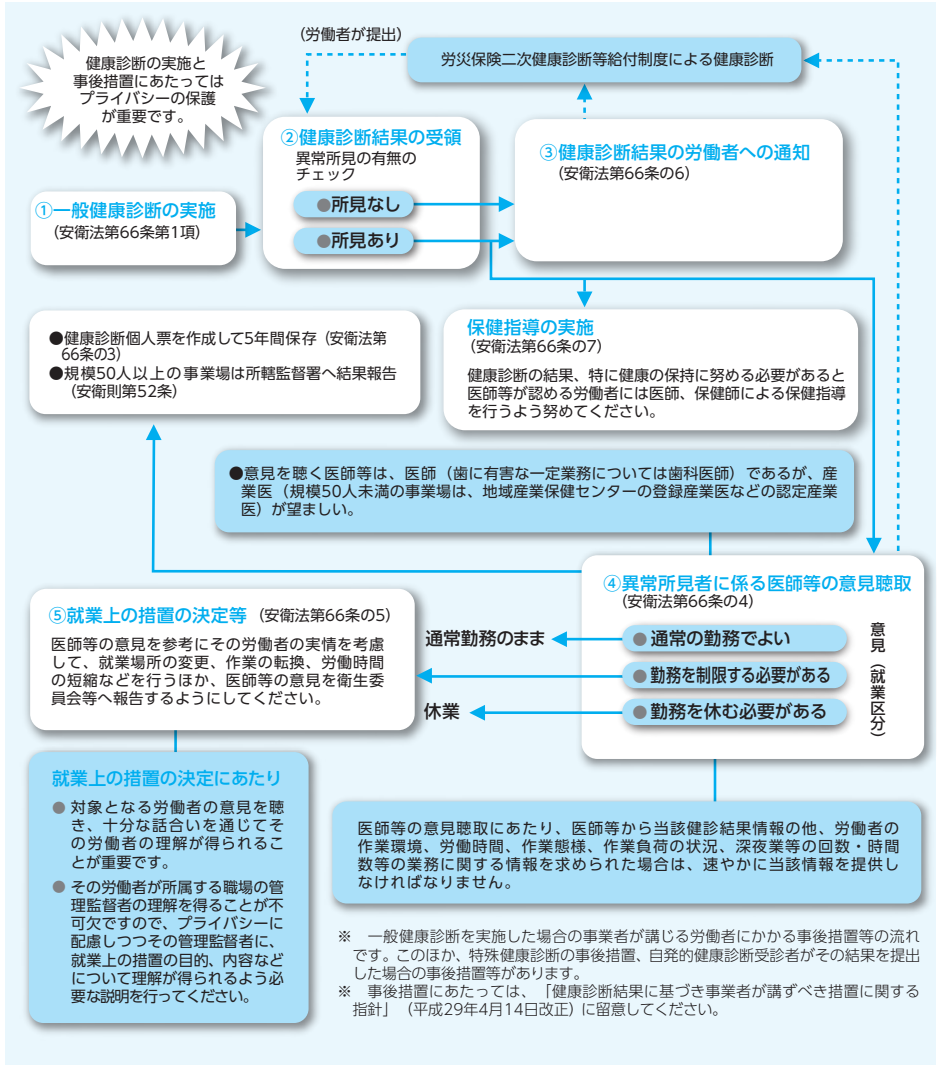 健康診断の実施と
事後措置にあたっては
プライバシーの保護
が重要です。
(労働者が提出)
労災保険二次健康診断等給付制度による健康診断
①一般健康診断の実施
(安衛法第66条第1項)
②健康診断結果の受領
異常所見の有無の
チェック
●所見なし
●所見あり
③健康診断結果の労働者への通知
(安衛法第66条の6)
●健康診断個人票を作成して5年間保存(安衛法第
66条の3)
●規模50人以上の事業場は所轄監督署へ結果報告
(安衛則第52条)
保健指導の実施
(安衛法第66条の7)
健康診断の結果、特に健康の保持に努める必要があると
医師等が認める労働者には医師、保健師による保健指導
を行うよう努めてください。
●意見を聴く医師等は、医師(歯に有害な一定業務については歯科医師)であるが、産
業医(規模50人未満の事業場は、地域産業保健センターの登録産業医などの認定産業
医)が望ましい。
④異常所見者に係る医師等の意見聴取
(安衛法第66条の4)
●通常の勤務でよい
●勤務を制限する必要がある
●勤務を休む必要がある
意見(就業区分)
通常勤務のまま
休業
⑤就業上の措置の決定等 (安衛法第66条の5)
医師等の意見を参考にその労働者の実情を考慮
して、就業場所の変更、作業の転換、労働時間
の短縮などを行うほか、医師等の意見を衛生委
員会等へ報告するようにしてください。
就業上の措置の決定にあたり
● 対象となる労働者の意見を聴
き、十分な話合いを通じてそ
の労働者の理解が得られるこ
とが重要です。
● その労働者が所属する職場の管
理監督者の理解を得ることが不
可欠ですので、プライバシーに
配慮しつつその管理監督者に、
就業上の措置の目的、内容など
について理解が得られるよう必
要な説明を行ってください。
医師等の意見聴取にあたり、医師等から当該健診結果情報の他、労働者の
作業環境、労働時間、作業態様、作業負荷の状況、深夜業等の回数・時間
数等の業務に関する情報を求められた場合は、速やかに当該情報を提供し
なければなりません。
※ 一般健康診断を実施した場合の事業者が講じる労働者にかかる事後措置等の流れ
です。このほか、特殊健康診断の事後措置、自発的健康診断受診者がその結果を提出
した場合の事後措置等があります。
※ 事後措置にあたっては、「健康診断結果に基づき事業者が講ずべき措置に関する
指針」(平成29年4月14日改正)に留意してください。